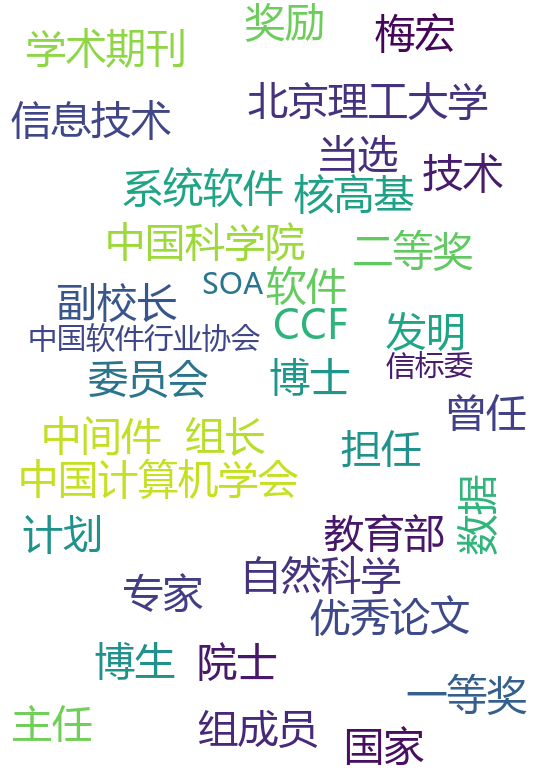 奖励
梅宏
学术期刊
北京理工大学
信息技术
当选
技术
系统软件
核高基
中国科学院
二等奖
SOA
软件
副校长
CCF
发明
中国软件行业协会
信标委
委员会
博士
曾任
中间件
组长
担任
中国计算机学会
数据
计划
教育部
自然科学
专家
优秀论文
博生
院士
一等奖
主任
组成员
国家